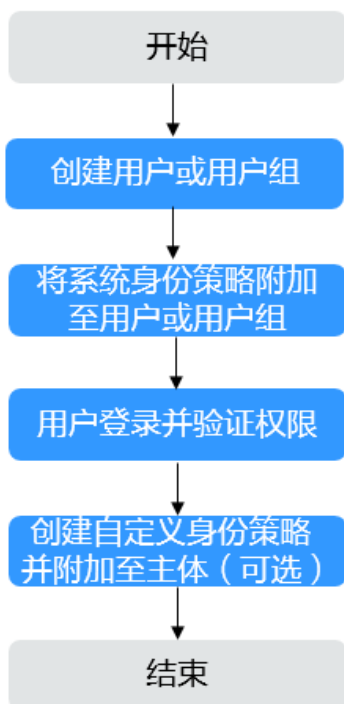 开始
创建用户或用户组
将系统身份策略附加
至用户或用户组
用户登录并验证权限
创建自定义身份策略
并附加至主体（可选）
结束